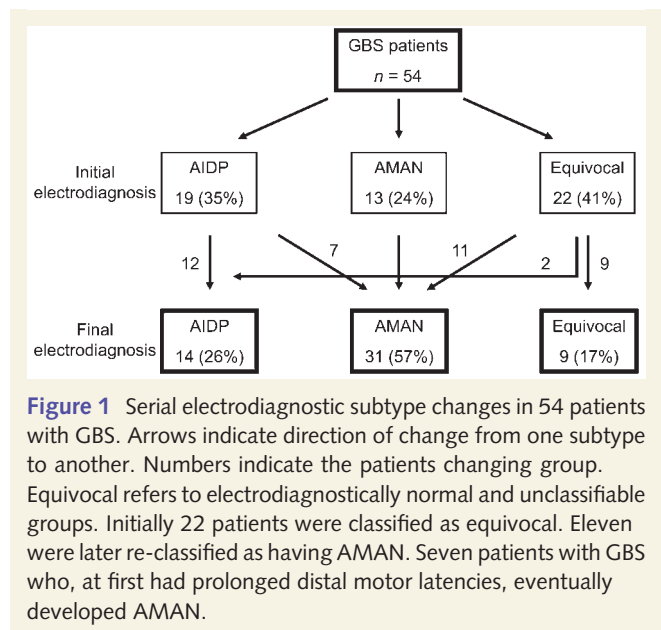 GBS patients
n = 54
Initial
electrodiagnosis
AIDP
19 (35%)
AMAN
13 (24%)
Equivocal
22 (41%)
12
7
11
2
9
Final
electrodiagnosis
AIDP
14 (26%)
AMAN
31 (57%)
Equivocal
9 (17%)
Figure 1 Serial electrodiagnostic subtype changes in 54 patients
with GBS. Arrows indicate direction of change from one subtype
to another. Numbers indicate the patients changing group.
Equivocal refers to electrodiagnostically normal and unclassifiable
groups. Initially 22 patients were classified as equivocal. Eleven
were later re-classified as having AMAN. Seven patients with GBS
who, at first had prolonged distal motor latencies, eventually
developed AMAN.